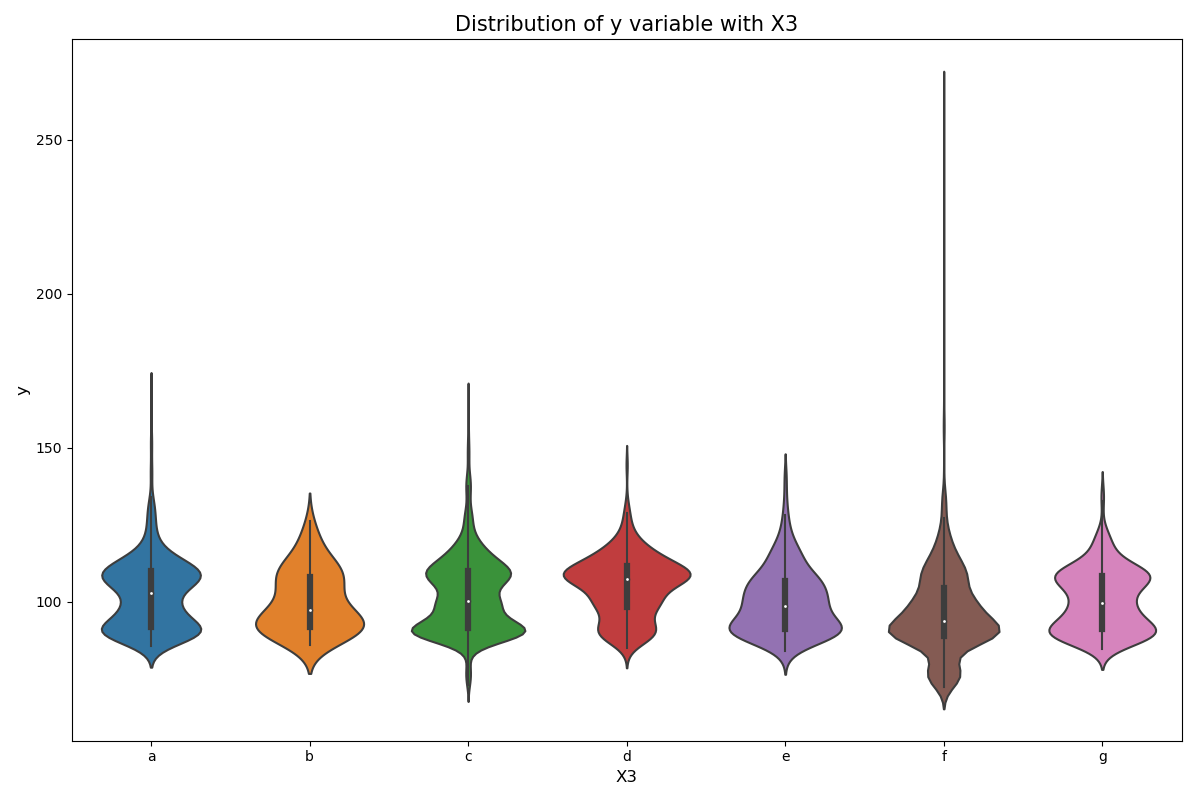 Distribution of y variable with X3
250
200
150
100
y
a b c d e f g
X3